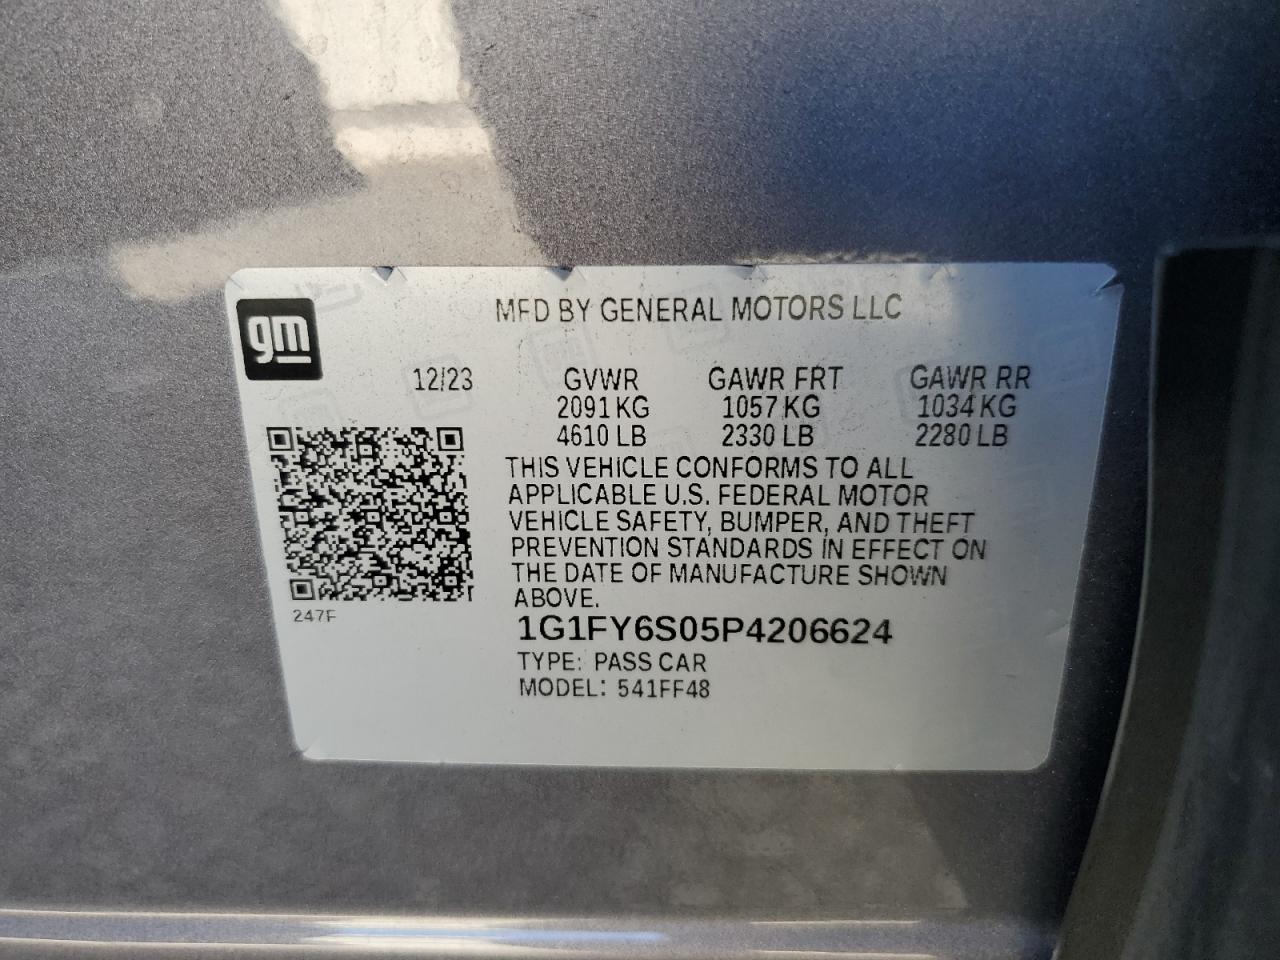 MFD BY GENERAL MOTORS LLC
gm
12/23 GVWR GAWR FRT GAWR RR
2091 KG 1057 KG 1034 KG
4610 LB 2330 LB 2280 LB
THIS VEHICLE CONFORMS TO ALL
APPLICABLE U.S. FEDERAL MOTOR
VEHICLE SAFETY, BUMPER, AND THEFT
PREVENTION STANDARDS IN EFFECT ON
THE DATE OF MANUFACTURE SHOWN
ABOVE.
247F
1G1FY6S05P4206624
TYPE: PASS CAR
MODEL: 541FF48